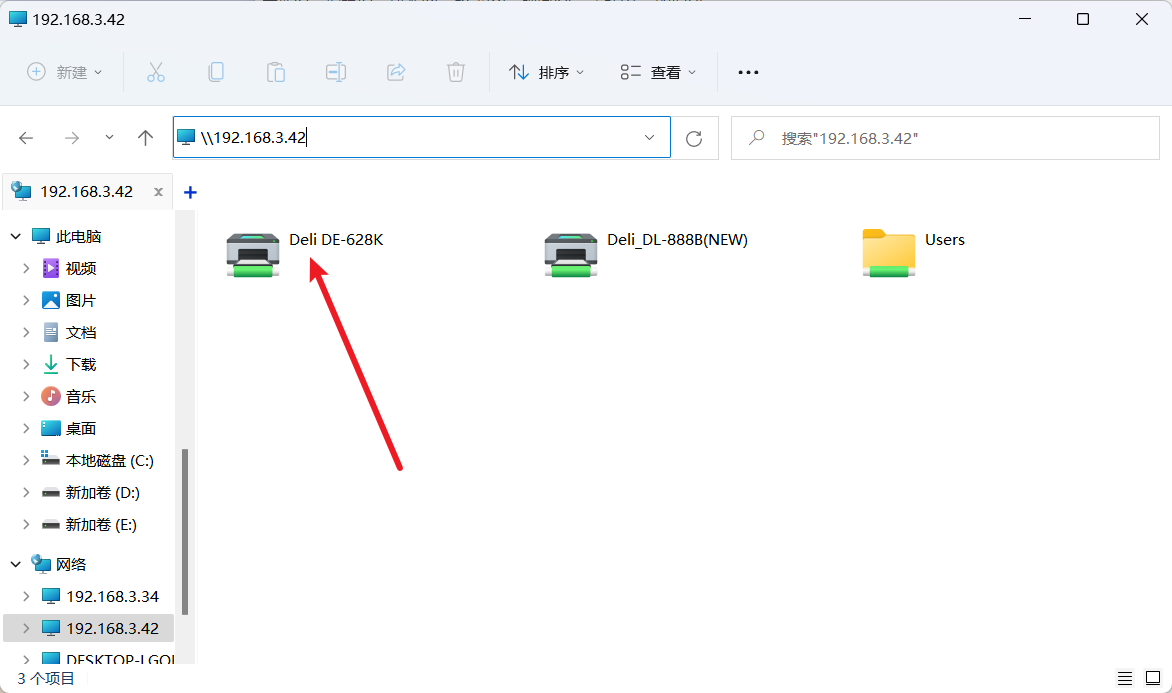 192.168.3.42
新建
排序
查看
\\192.168.3.42
搜索"192.168.3.42"
192.168.3.42
此电脑
视频
图片
文档
下载
音乐
桌面
本地磁盘 (C:)
新加卷 (D:)
新加卷 (E:)
网络
192.168.3.34
192.168.3.42
Deli DE-628K
Deli_DL-888B(NEW)
Users
3 个项目